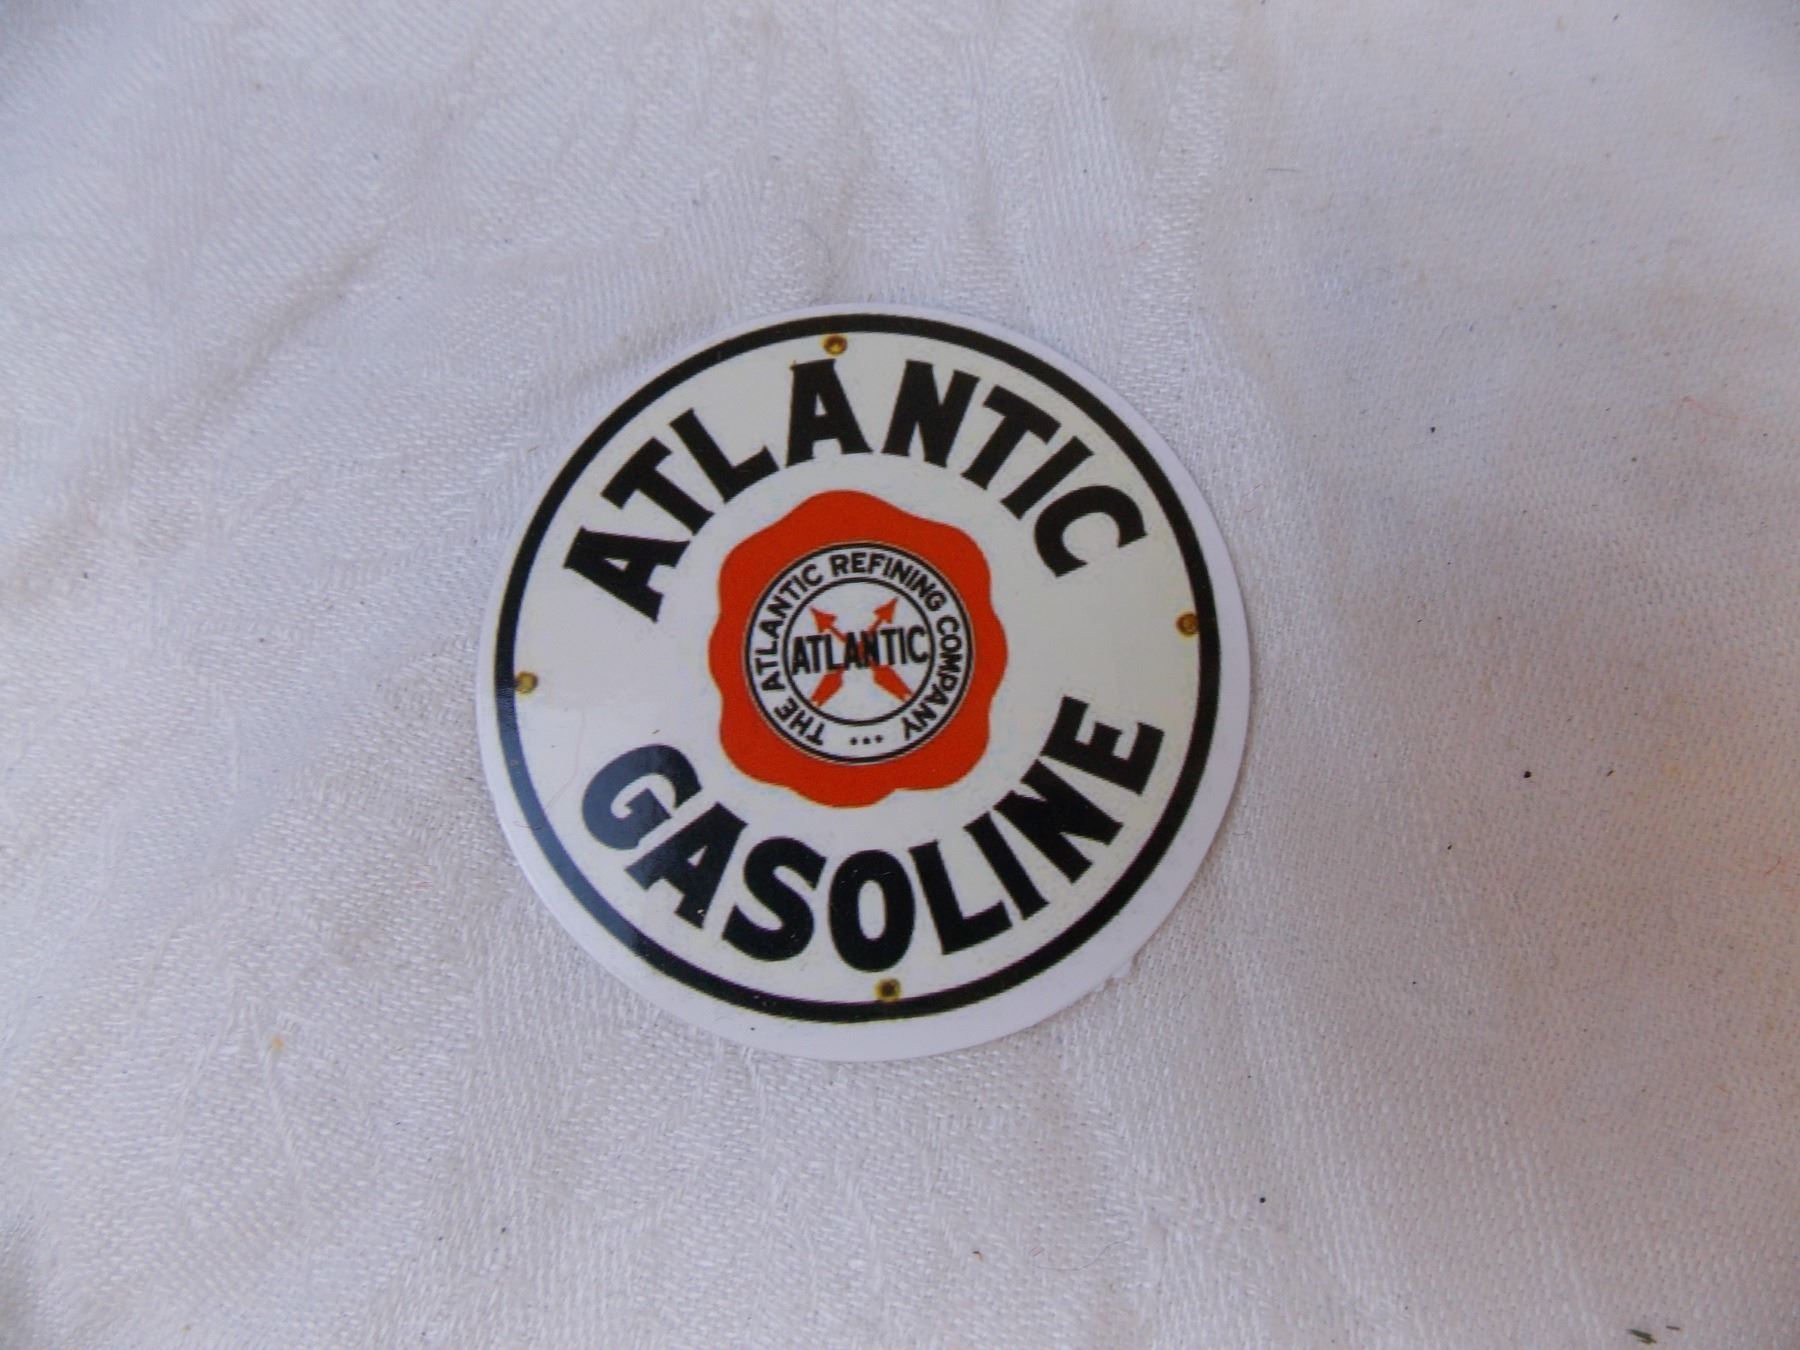 ATLANTIC
THE ATLANTIC REFINING COMPANY
ATLANTIC
GASOLINE